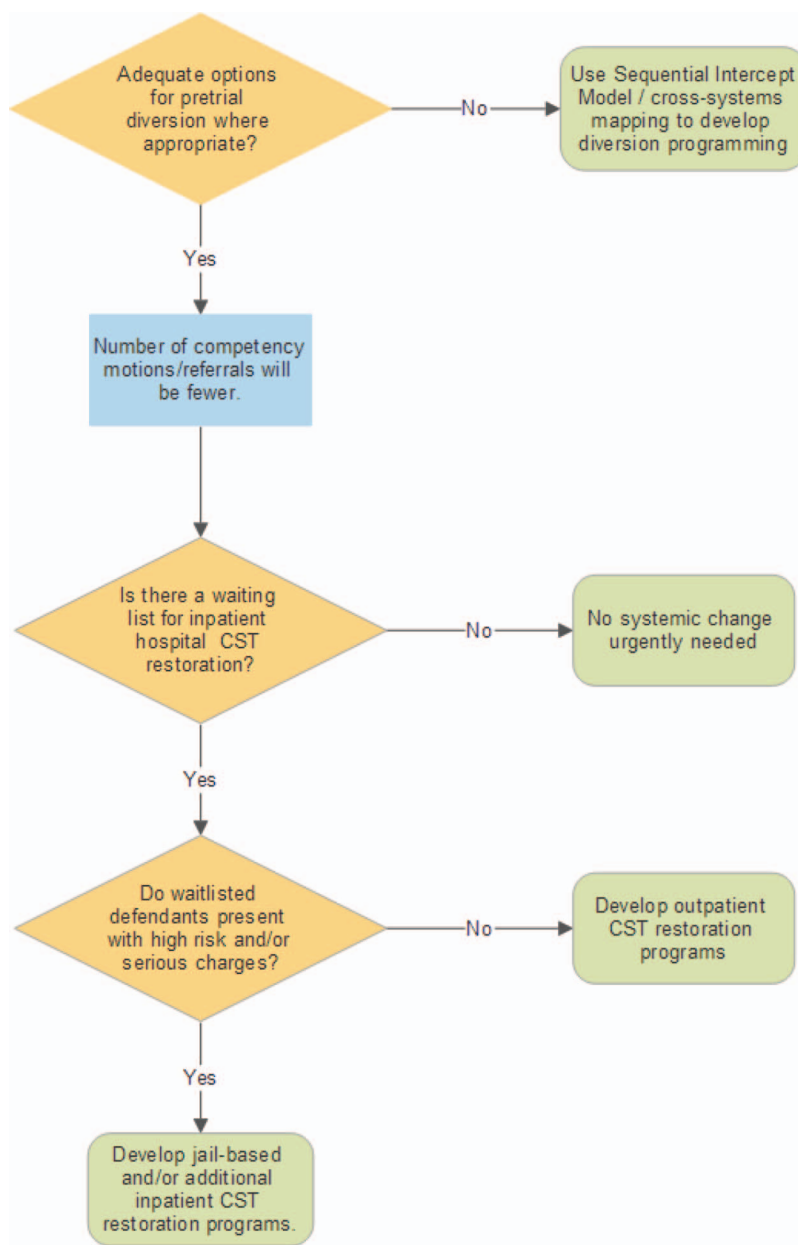 Adequate options
for pretrial
diversion where
appropriate?
No
Use Sequential Intercept
Model / cross-systems
mapping to develop
diversion programming
Yes
Number of competency
motions/referrals will
be fewer.
Is there a waiting
list for inpatient
hospital CST
restoration?
No
No systemic change
urgently needed
Yes
Do waitlisted
defendants present
with high risk and/or
serious charges?
No
Develop outpatient
CST restoration
programs
Yes
Develop jail-based
and/or additional
inpatient CST
restoration programs.